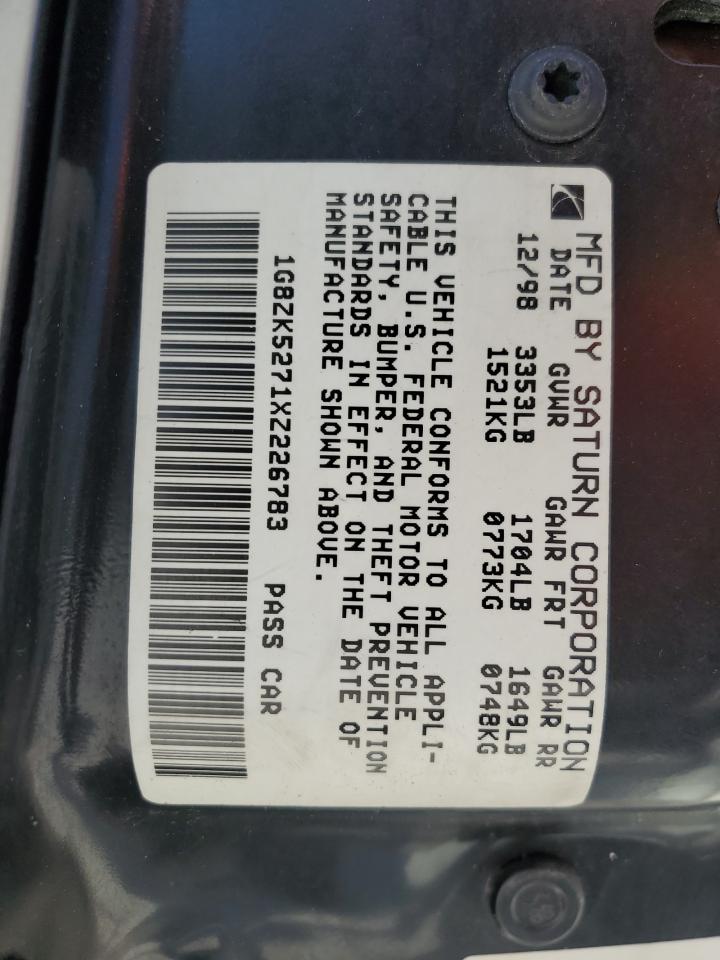 MFD BY SATURN CORPORATION
DATE GVWR GAWR FRT GAWR RR
12/98 3353LB 1704LB 1649LB
1521KG 0773KG 0748KG
THIS VEHICLE CONFORMS TO ALL APPLI-
CABLE U.S. FEDERAL MOTOR VEHICLE
SAFETY, BUMPER, AND THEFT PREVENTION
STANDARDS IN EFFECT ON THE DATE OF
MANUFACTURE SHOWN ABOVE.
1G8ZK5271XZ226783 PASS CAR